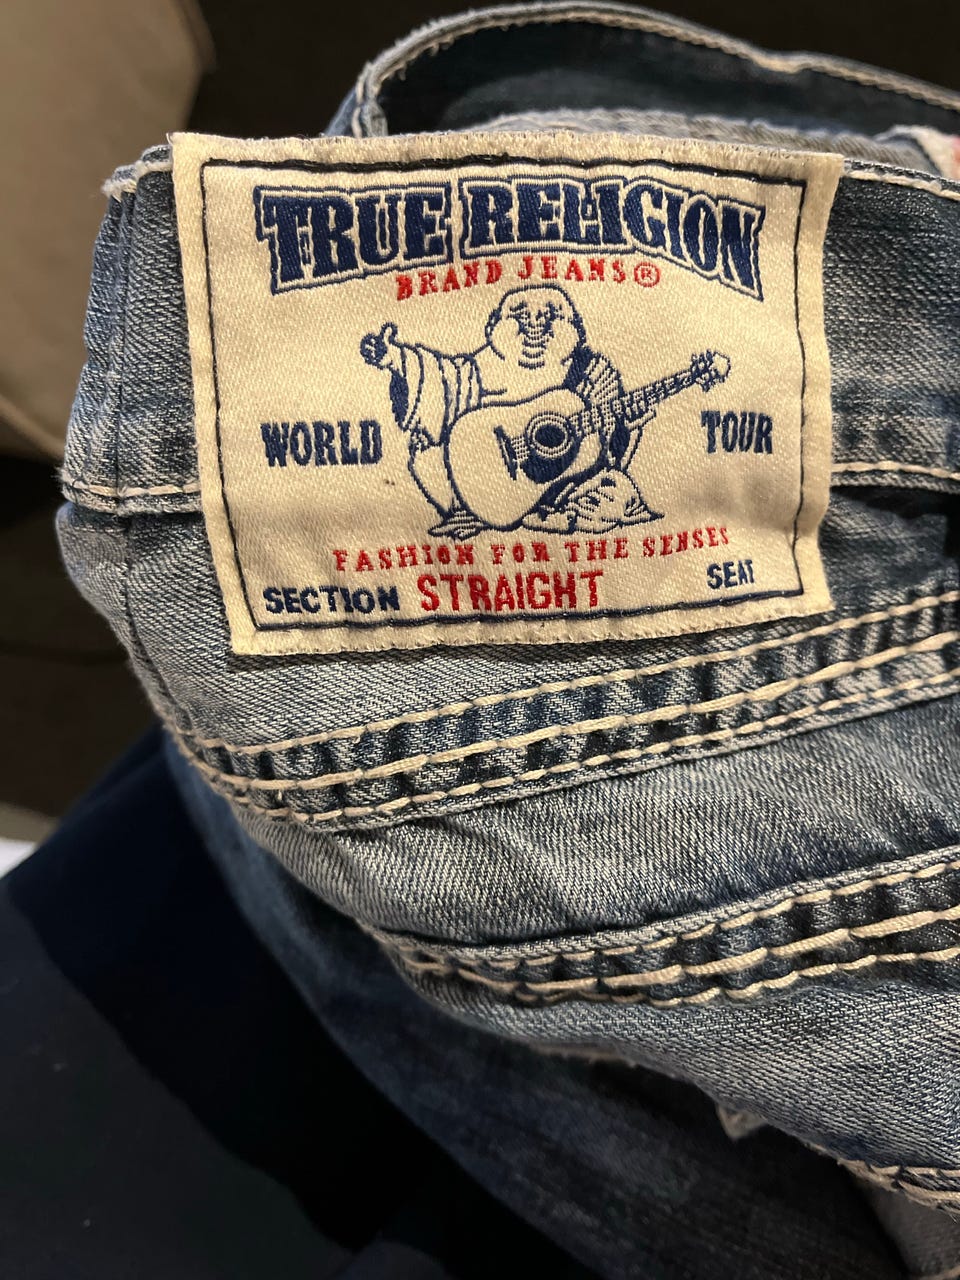 TRUE RELIGION
BRAND JEANS®
WORLD TOUR
FASHION FOR THE SENSES
SECTION STRAIGHT SEAT